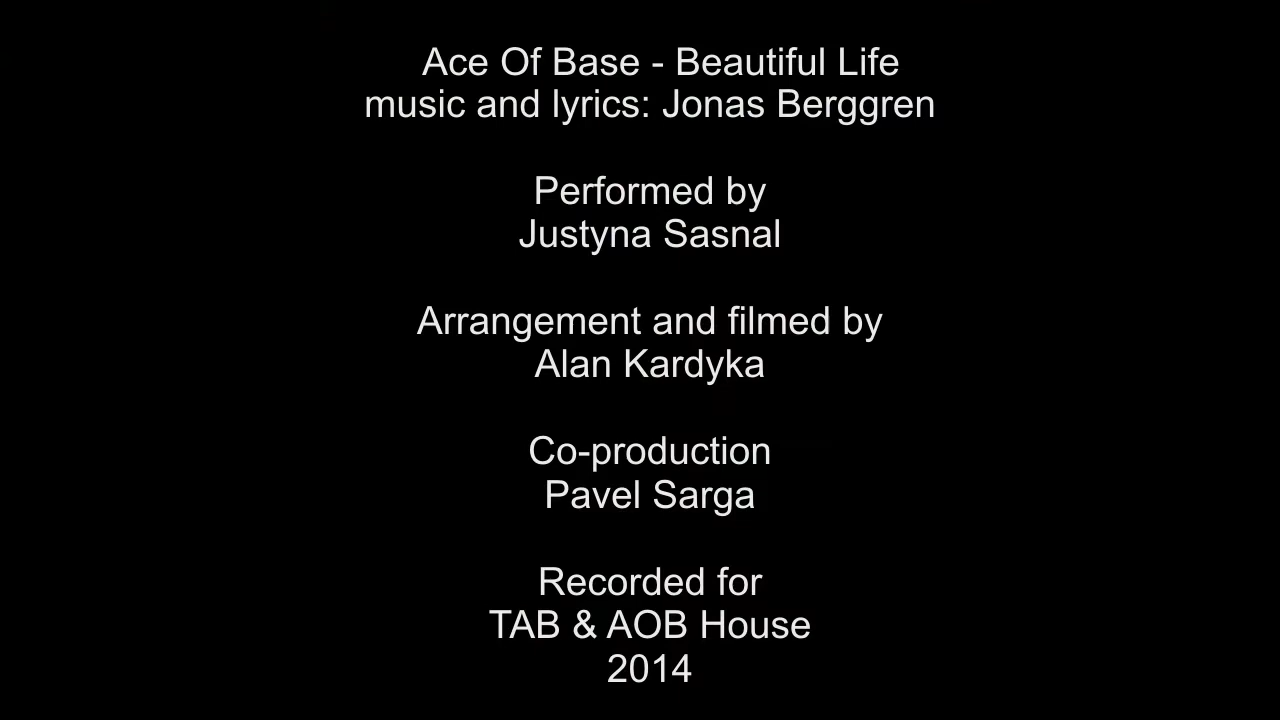 Ace Of Base - Beautiful Life
music and lyrics: Jonas Berggren
Performed by
Justyna Sasnal
Arrangement and filmed by
Alan Kardyka
Co-production
Pavel Sarga
Recorded for
TAB & AOB House
2014